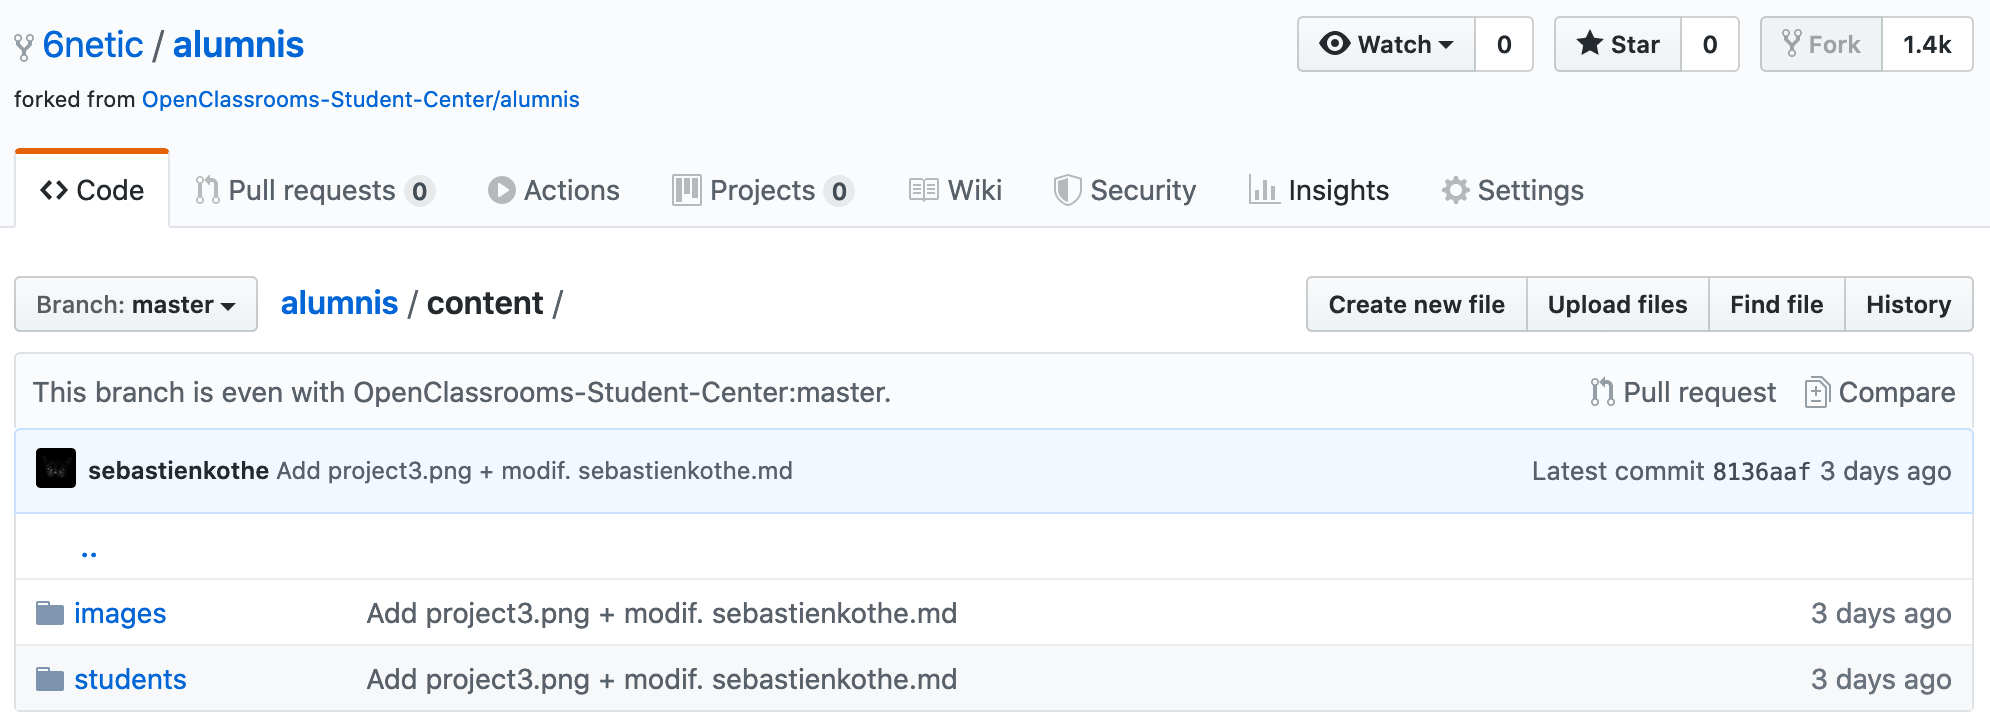 6netic / alumnis
Watch 0 Star 0 Fork 1.4k
forked from OpenClassrooms-Student-Center/alumnis
Code Pull requests 0 Actions Projects 0 Wiki Security Insights Settings
Branch: master alumnis / content / Create new file Upload files Find file History
This branch is even with OpenClassrooms-Student-Center:master. Pull request Compare
sebastienkothe Add project3.png + modif. sebastienkothe.md Latest commit 8136aaf 3 days ago
..
images Add project3.png + modif. sebastienkothe.md 3 days ago
students Add project3.png + modif. sebastienkothe.md 3 days ago